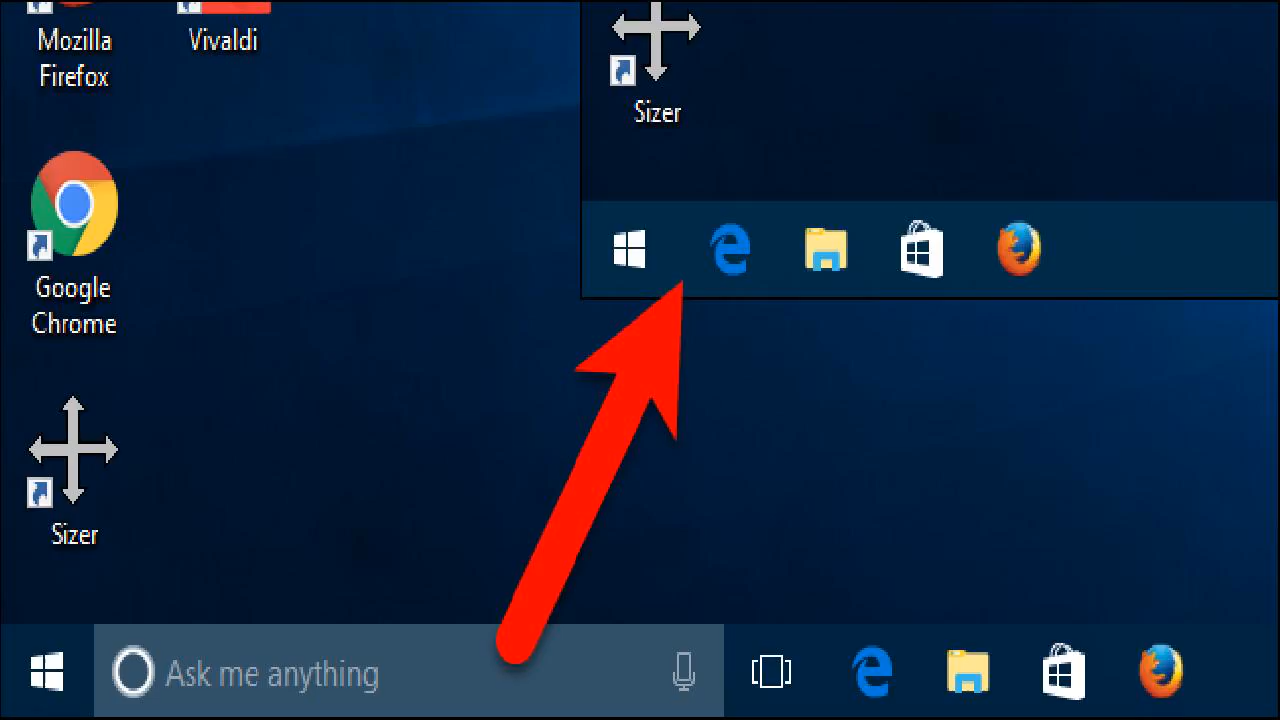 Mozilla
Firefox
Vivaldi
Google
Chrome
Sizer
Sizer
Ask me anything